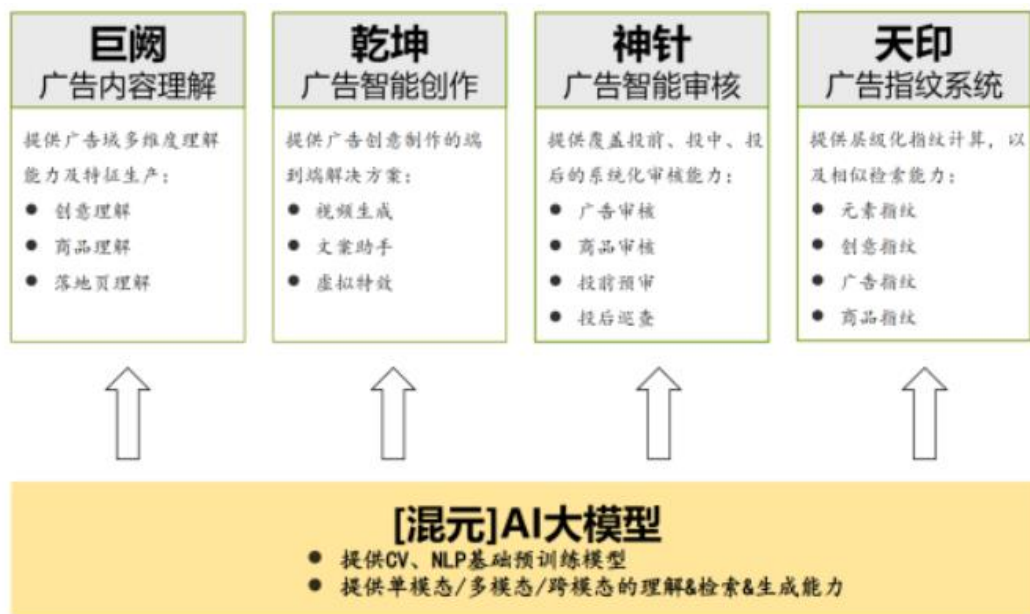 巨阙
广告内容理解
提供广告域多维度理解
能力及特征生产：
● 创意理解
● 商品理解
● 落地页理解
乾坤
广告智能创作
提供广告创意制作的端
到端解决方案：
● 视频生成
● 文案助手
● 虚拟特效
神针
广告智能审核
提供覆盖投前、投中、投
后的系统化审核能力：
● 广告审核
● 商品审核
● 投前预审
● 投后巡查
天印
广告指纹系统
提供层级化指纹计算，以
及相似检索能力：
● 元素指纹
● 创意指纹
● 广告指纹
● 商品指纹
[混元]AI大模型
● 提供CV、NLP基础预训练模型
● 提供单模态/多模态/跨模态的理解&检索&生成能力